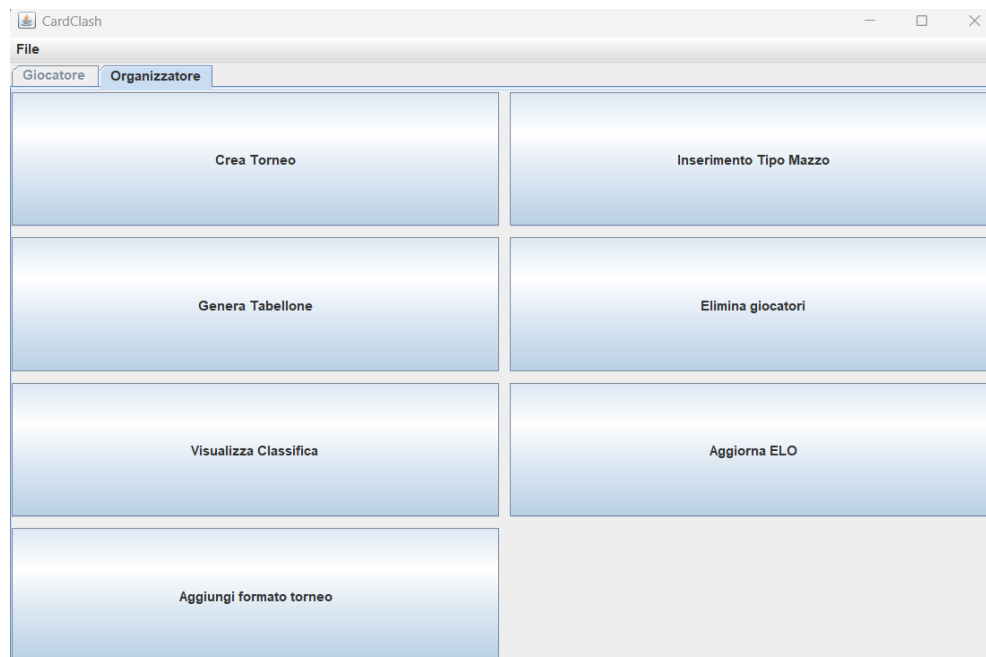 CardClash
File
Giocatore Organizzatore
Crea Torneo Inserimento Tipo Mazzo
Genera Tabellone Elimina giocatori
Visualizza Classifica Aggiorna ELO
Aggiungi formato torneo